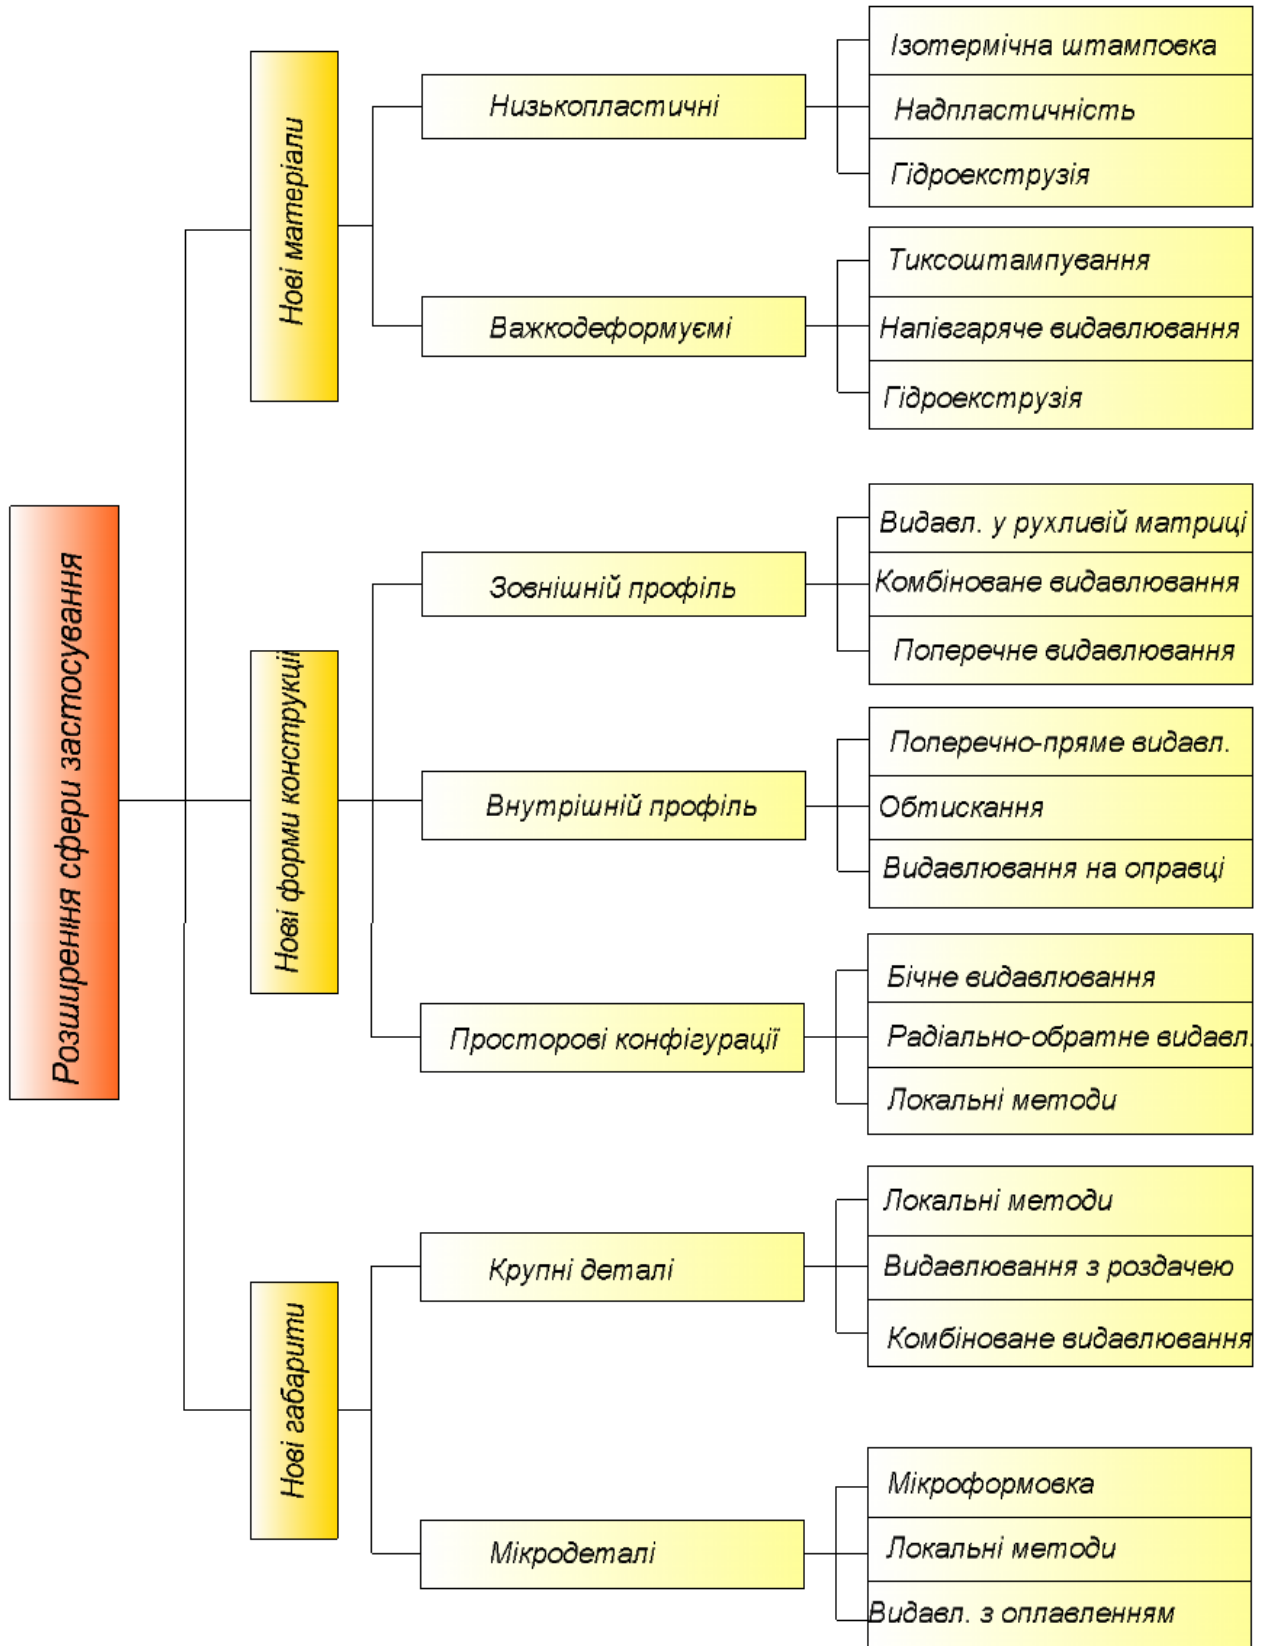 Розширення сфери застосування
Нові матеріали
Низькопластичні
Ізотермічна штамповка
Надпластичність
Гідроекструзія
Важкодеформуємі
Тиксоштампування
Напівгаряче видавлювання
Гідроекструзія
Нові форми конструкції
Зовнішній профіль
Видавл. у рухливій матриці
Комбіноване видавлювання
Поперечне видавлювання
Внутрішній профіль
Поперечно-пряме видавл.
Обтискання
Видавлювання на оправці
Просторові конфігурації
Бічне видавлювання
Радіально-обратне видавл.
Локальні методи
Нові габарити
Крупні деталі
Локальні методи
Видавлювання з роздачею
Комбіноване видавлювання
Мікродеталі
Мікроформовка
Локальні методи
Видавл. з оплавленням